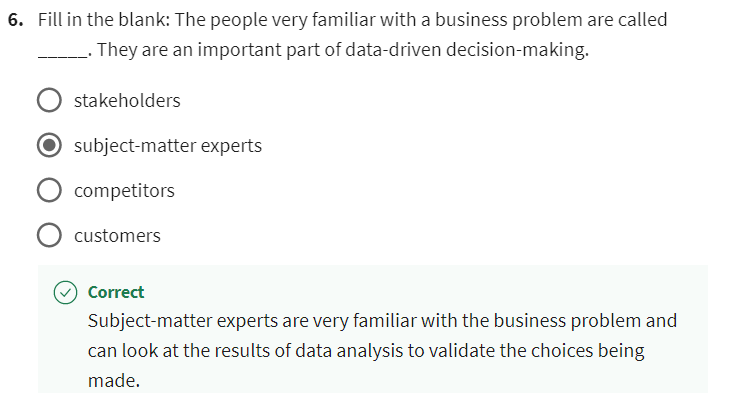 6. Fill in the blank: The people very familiar with a business problem are called
_____. They are an important part of data-driven decision-making.
stakeholders
subject-matter experts
competitors
customers
Correct
Subject-matter experts are very familiar with the business problem and
can look at the results of data analysis to validate the choices being
made.